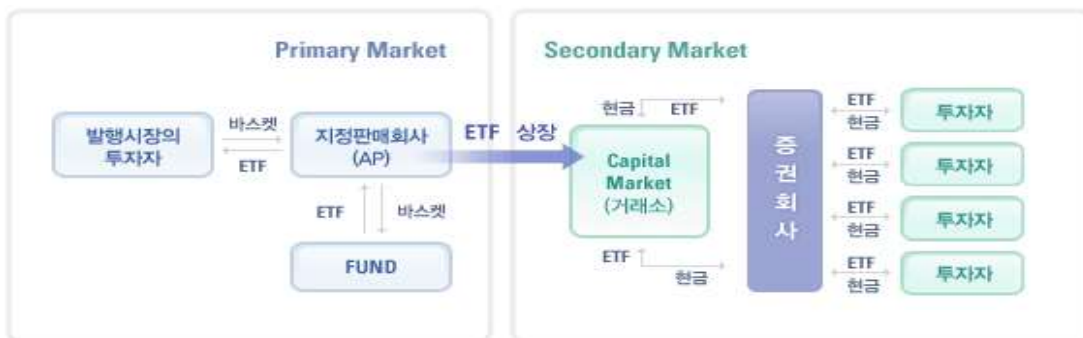 Primary Market
발행시장의
투자자
바스켓
ETF
지정판매회사
(AP)
ETF
바스켓
FUND
ETF 상장
Secondary Market
현금
ETF
Capital
Market
(거래소)
ETF
현금
증
권
회
사
ETF
현금
투자자
ETF
현금
투자자
ETF
현금
투자자
ETF
현금
투자자